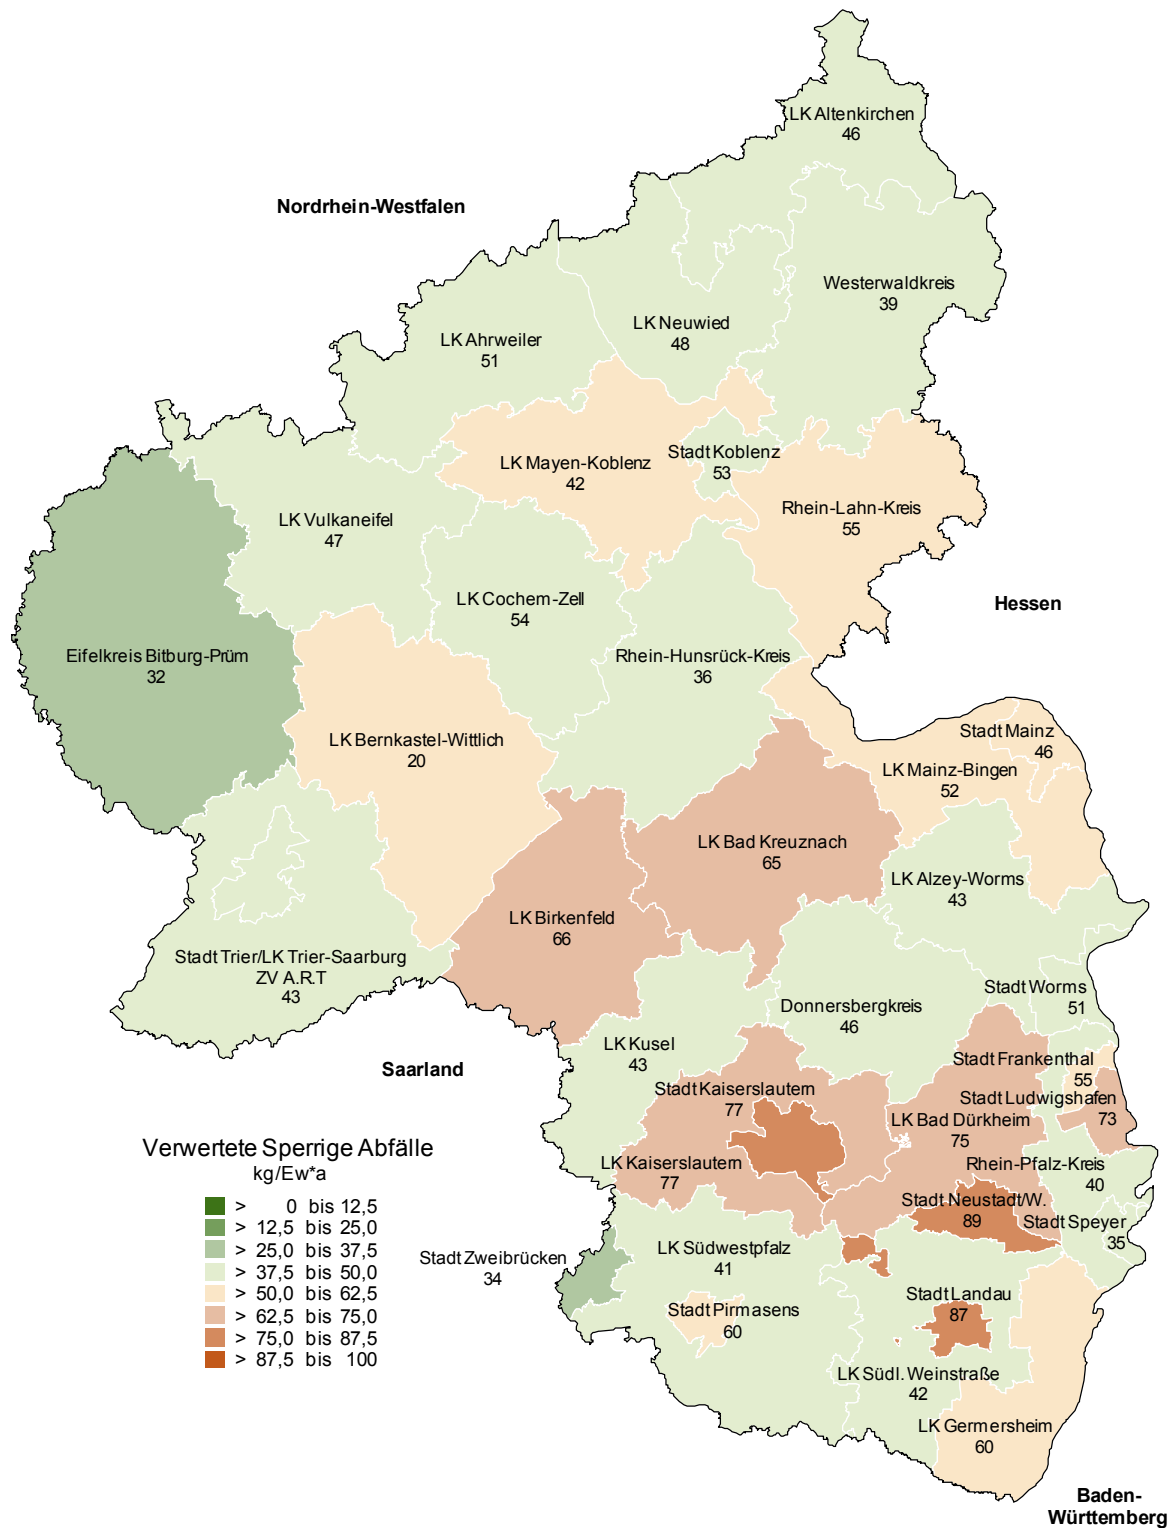 LK Altenkirchen
46
Nordrhein-Westfalen
Westerwaldkreis
39
LK Neuwied
48
LK Ahrweiler
51
Stadt Koblenz
53
LK Mayen-Koblenz
42
Rhein-Lahn-Kreis
55
LK Vulkaneifel
47
LK Cochem-Zell
54
Hessen
Eifelkreis Bitburg-Prüm
32
Rhein-Hunsrück-Kreis
36
Stadt Mainz
46
LK Bernkastel-Wittlich
20
LK Mainz-Bingen
52
LK Bad Kreuznach
65
LK Alzey-Worms
43
LK Birkenfeld
66
Stadt Trier/LK Trier-Saarburg
ZV A.R.T
43
Stadt Worms
51
Donnersbergkreis
46
LK Kusel
43
Saarland
Stadt Frankenthal
55
Stadt Kaiserslautern
77
Stadt Ludwigshafen
73
LK Bad Dürkheim
75
LK Kaiserslautern
77
Rhein-Pfalz-Kreis
40
Stadt Neustadt/W.
89
Stadt Speyer
35
Stadt Zweibrücken
34
LK Südwestpfalz
41
Stadt Landau
87
Stadt Pirmasens
60
LK Südl. Weinstraße
42
LK Germersheim
60
Baden-
Württemberg
Verwertete Sperrige Abfälle
kg/Ew*a
> 0 bis 12,5
> 12,5 bis 25,0
> 25,0 bis 37,5
> 37,5 bis 50,0
> 50,0 bis 62,5
> 62,5 bis 75,0
> 75,0 bis 87,5
> 87,5 bis 100